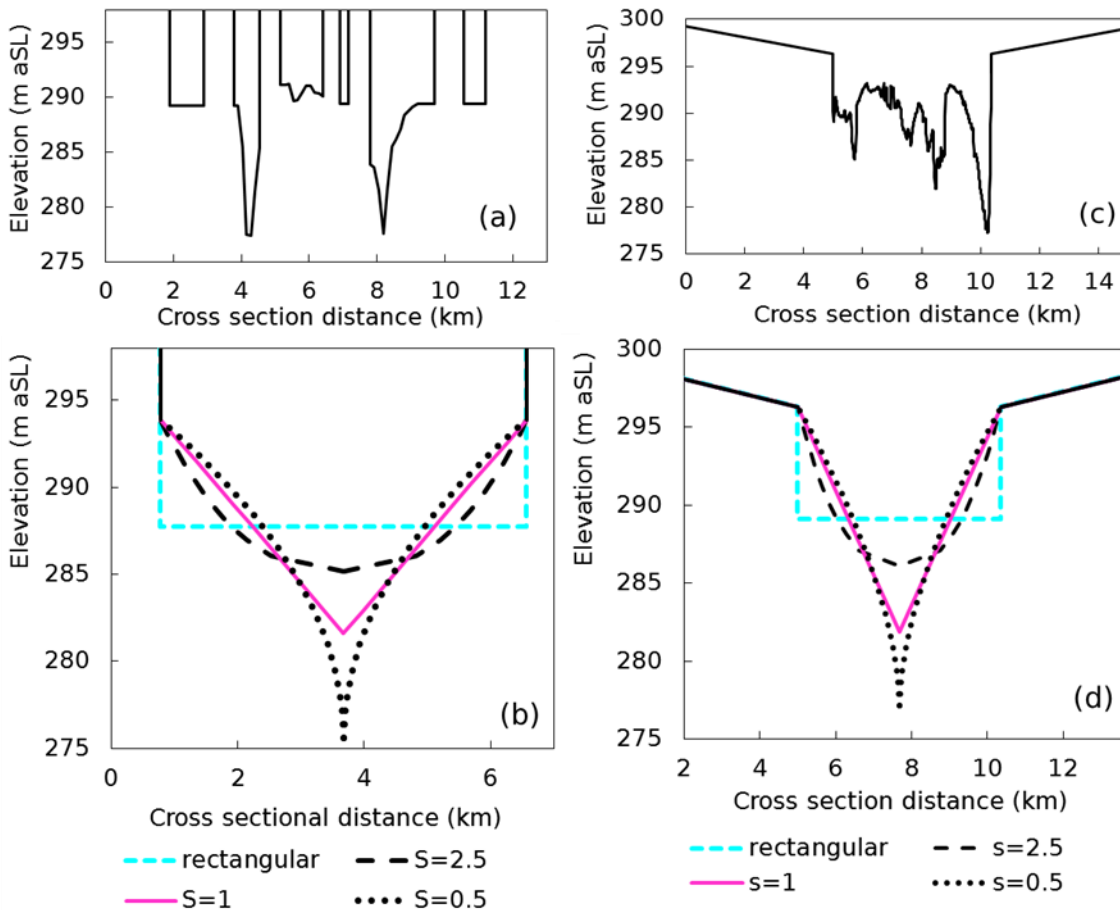 Elevation (m aSL)
295
290
285
280
275
(a)
0 2 4 6 8 10 12
Cross section distance (km)
Elevation (m aSL)
300
295
290
285
280
275
(c)
0 2 4 6 8 10 12 14
Cross section distance (km)
Elevation (m aSL)
295
290
285
280
275
(b)
0 2 4 6
Cross sectional distance (km)
rectangular S=2.5
S=1 S=0.5
Elevation (m aSL)
300
295
290
285
280
275
(d)
2 4 6 8 10 12
Cross section distance (km)
rectangular s=2.5
s=1 s=0.5